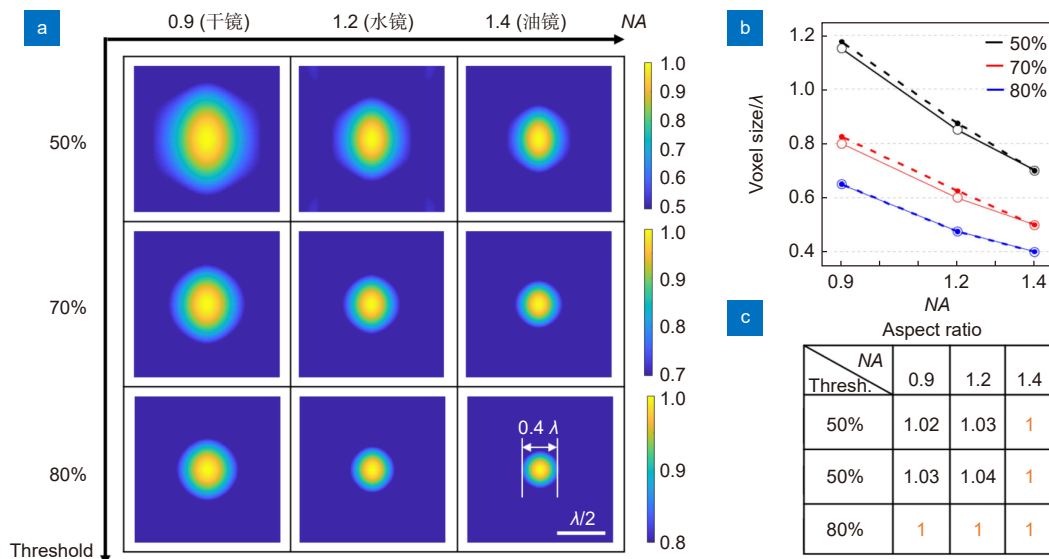 a
0.9 (干镜) 1.2 (水镜) 1.4 (油镜) NA
50%
70%
80%
Threshold
1.0
0.9
0.8
0.7
0.6
0.5
1.0
0.9
0.8
0.7
1.0
0.9
0.8
0.4 λ
λ/2
b
Voxel size/λ
1.2
1.0
0.8
0.6
0.4
50%
70%
80%
0.9 1.2 1.4
NA
c
Aspect ratio
NA
Thresh. 0.9 1.2 1.4
50% 1.02 1.03 1
50% 1.03 1.04 1
80% 1 1 1